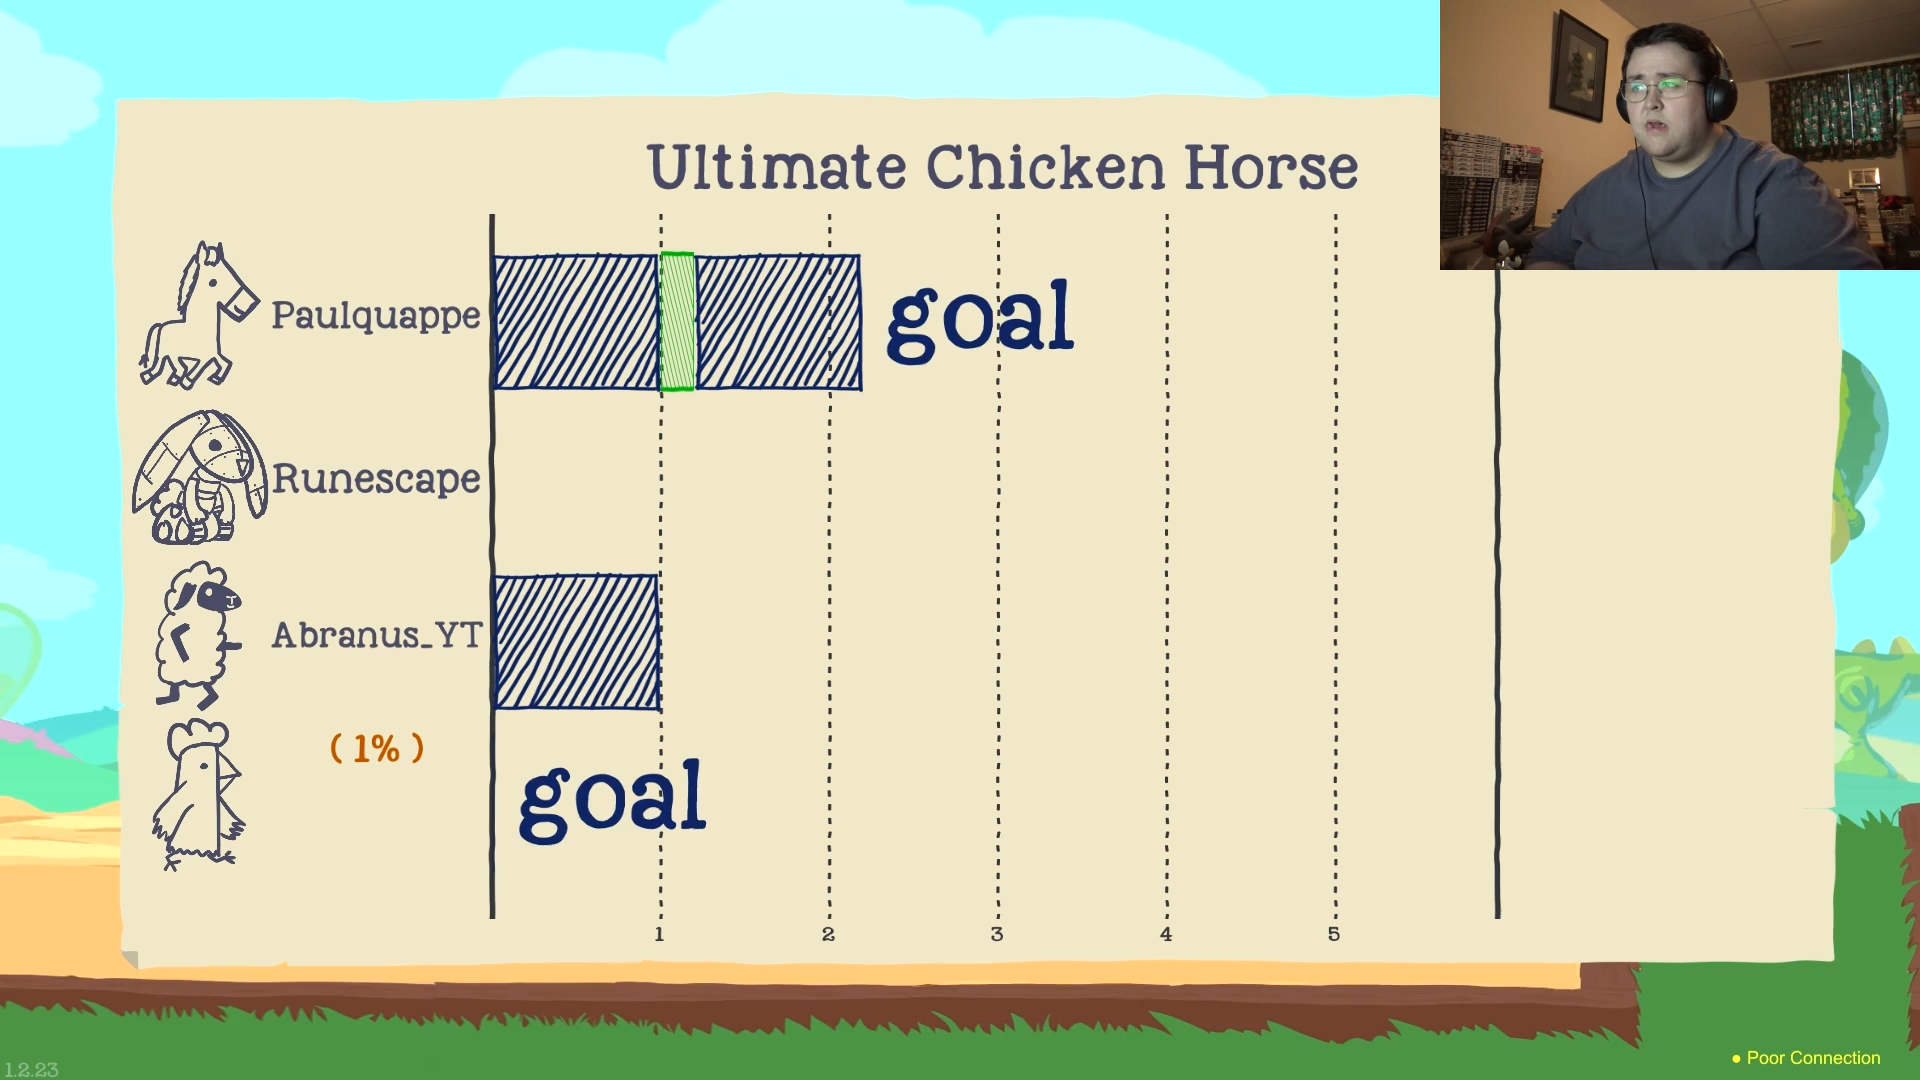 Ultimate Chicken Horse
Paulquappe
goal
Runescape
Abranus_YT
( 1% )
goal
1 2 3 4 5
1.2.23
● Poor Connection